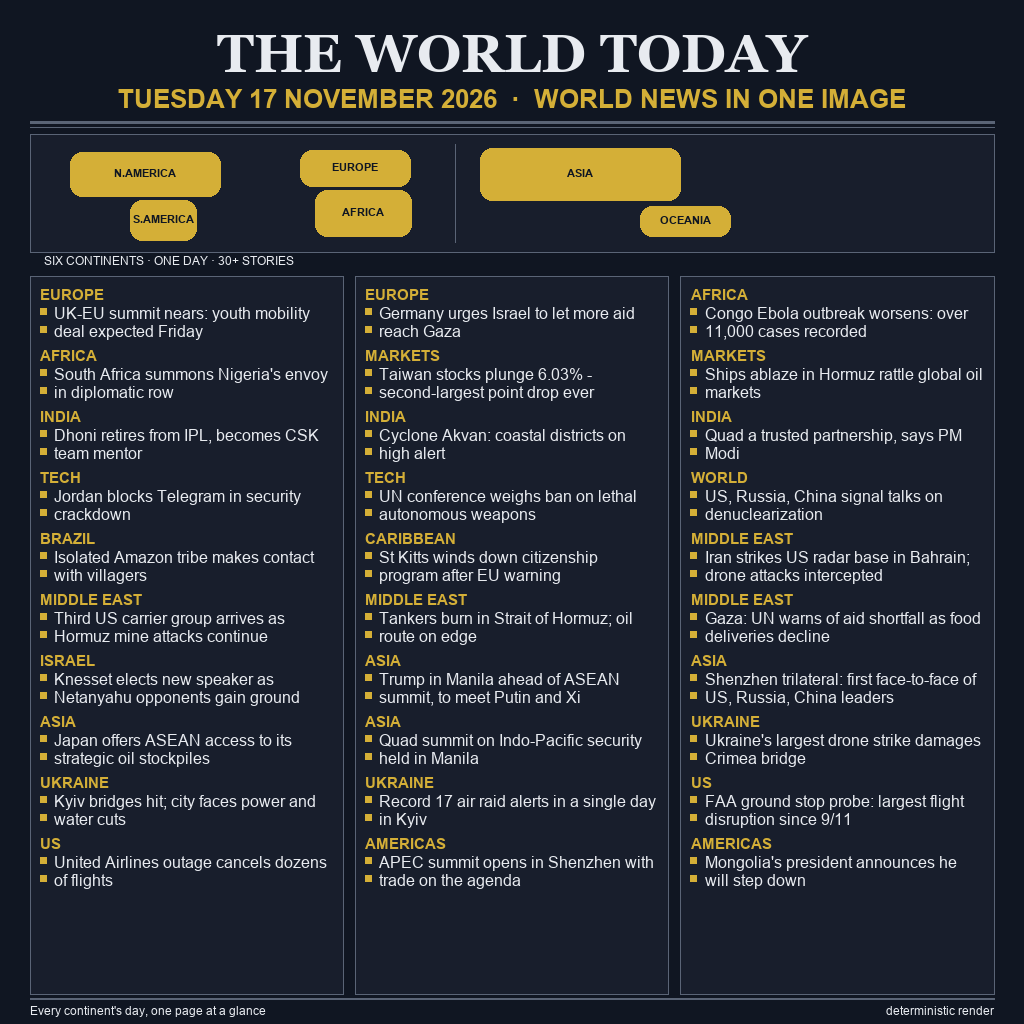 THE WORLD TODAY
TUESDAY 17 NOVEMBER 2026 · WORLD NEWS IN ONE IMAGE
N.AMERICA
S.AMERICA
EUROPE
AFRICA
ASIA
OCEANIA
SIX CONTINENTS · ONE DAY · 30+ STORIES
EUROPE
UK-EU summit nears: youth mobility
deal expected Friday
AFRICA
South Africa summons Nigeria's envoy
in diplomatic row
INDIA
Dhoni retires from IPL, becomes CSK
team mentor
TECH
Jordan blocks Telegram in security
crackdown
BRAZIL
Isolated Amazon tribe makes contact
with villagers
MIDDLE EAST
Third US carrier group arrives as
Hormuz mine attacks continue
ISRAEL
Knesset elects new speaker as
Netanyahu opponents gain ground
ASIA
Japan offers ASEAN access to its
strategic oil stockpiles
UKRAINE
Kyiv bridges hit; city faces power and
water cuts
US
United Airlines outage cancels dozens
of flights
EUROPE
Germany urges Israel to let more aid
reach Gaza
MARKETS
Taiwan stocks plunge 6.03% -
second-largest point drop ever
INDIA
Cyclone Akvan: coastal districts on
high alert
TECH
UN conference weighs ban on lethal
autonomous weapons
CARIBBEAN
St Kitts winds down citizenship
program after EU warning
MIDDLE EAST
Tankers burn in Strait of Hormuz; oil
route on edge
ASIA
Trump in Manila ahead of ASEAN
summit, to meet Putin and Xi
ASIA
Quad summit on Indo-Pacific security
held in Manila
UKRAINE
Record 17 air raid alerts in a single day
in Kyiv
AMERICAS
APEC summit opens in Shenzhen with
trade on the agenda
AFRICA
Congo Ebola outbreak worsens: over
11,000 cases recorded
MARKETS
Ships ablaze in Hormuz rattle global oil
markets
INDIA
Quad a trusted partnership, says PM
Modi
WORLD
US, Russia, China signal talks on
denuclearization
MIDDLE EAST
Iran strikes US radar base in Bahrain;
drone attacks intercepted
MIDDLE EAST
Gaza: UN warns of aid shortfall as food
deliveries decline
ASIA
Shenzhen trilateral: first face-to-face of
US, Russia, China leaders
UKRAINE
Ukraine's largest drone strike damages
Crimea bridge
US
FAA ground stop probe: largest flight
disruption since 9/11
AMERICAS
Mongolia's president announces he
will step down
Every continent's day, one page at a glance
deterministic render